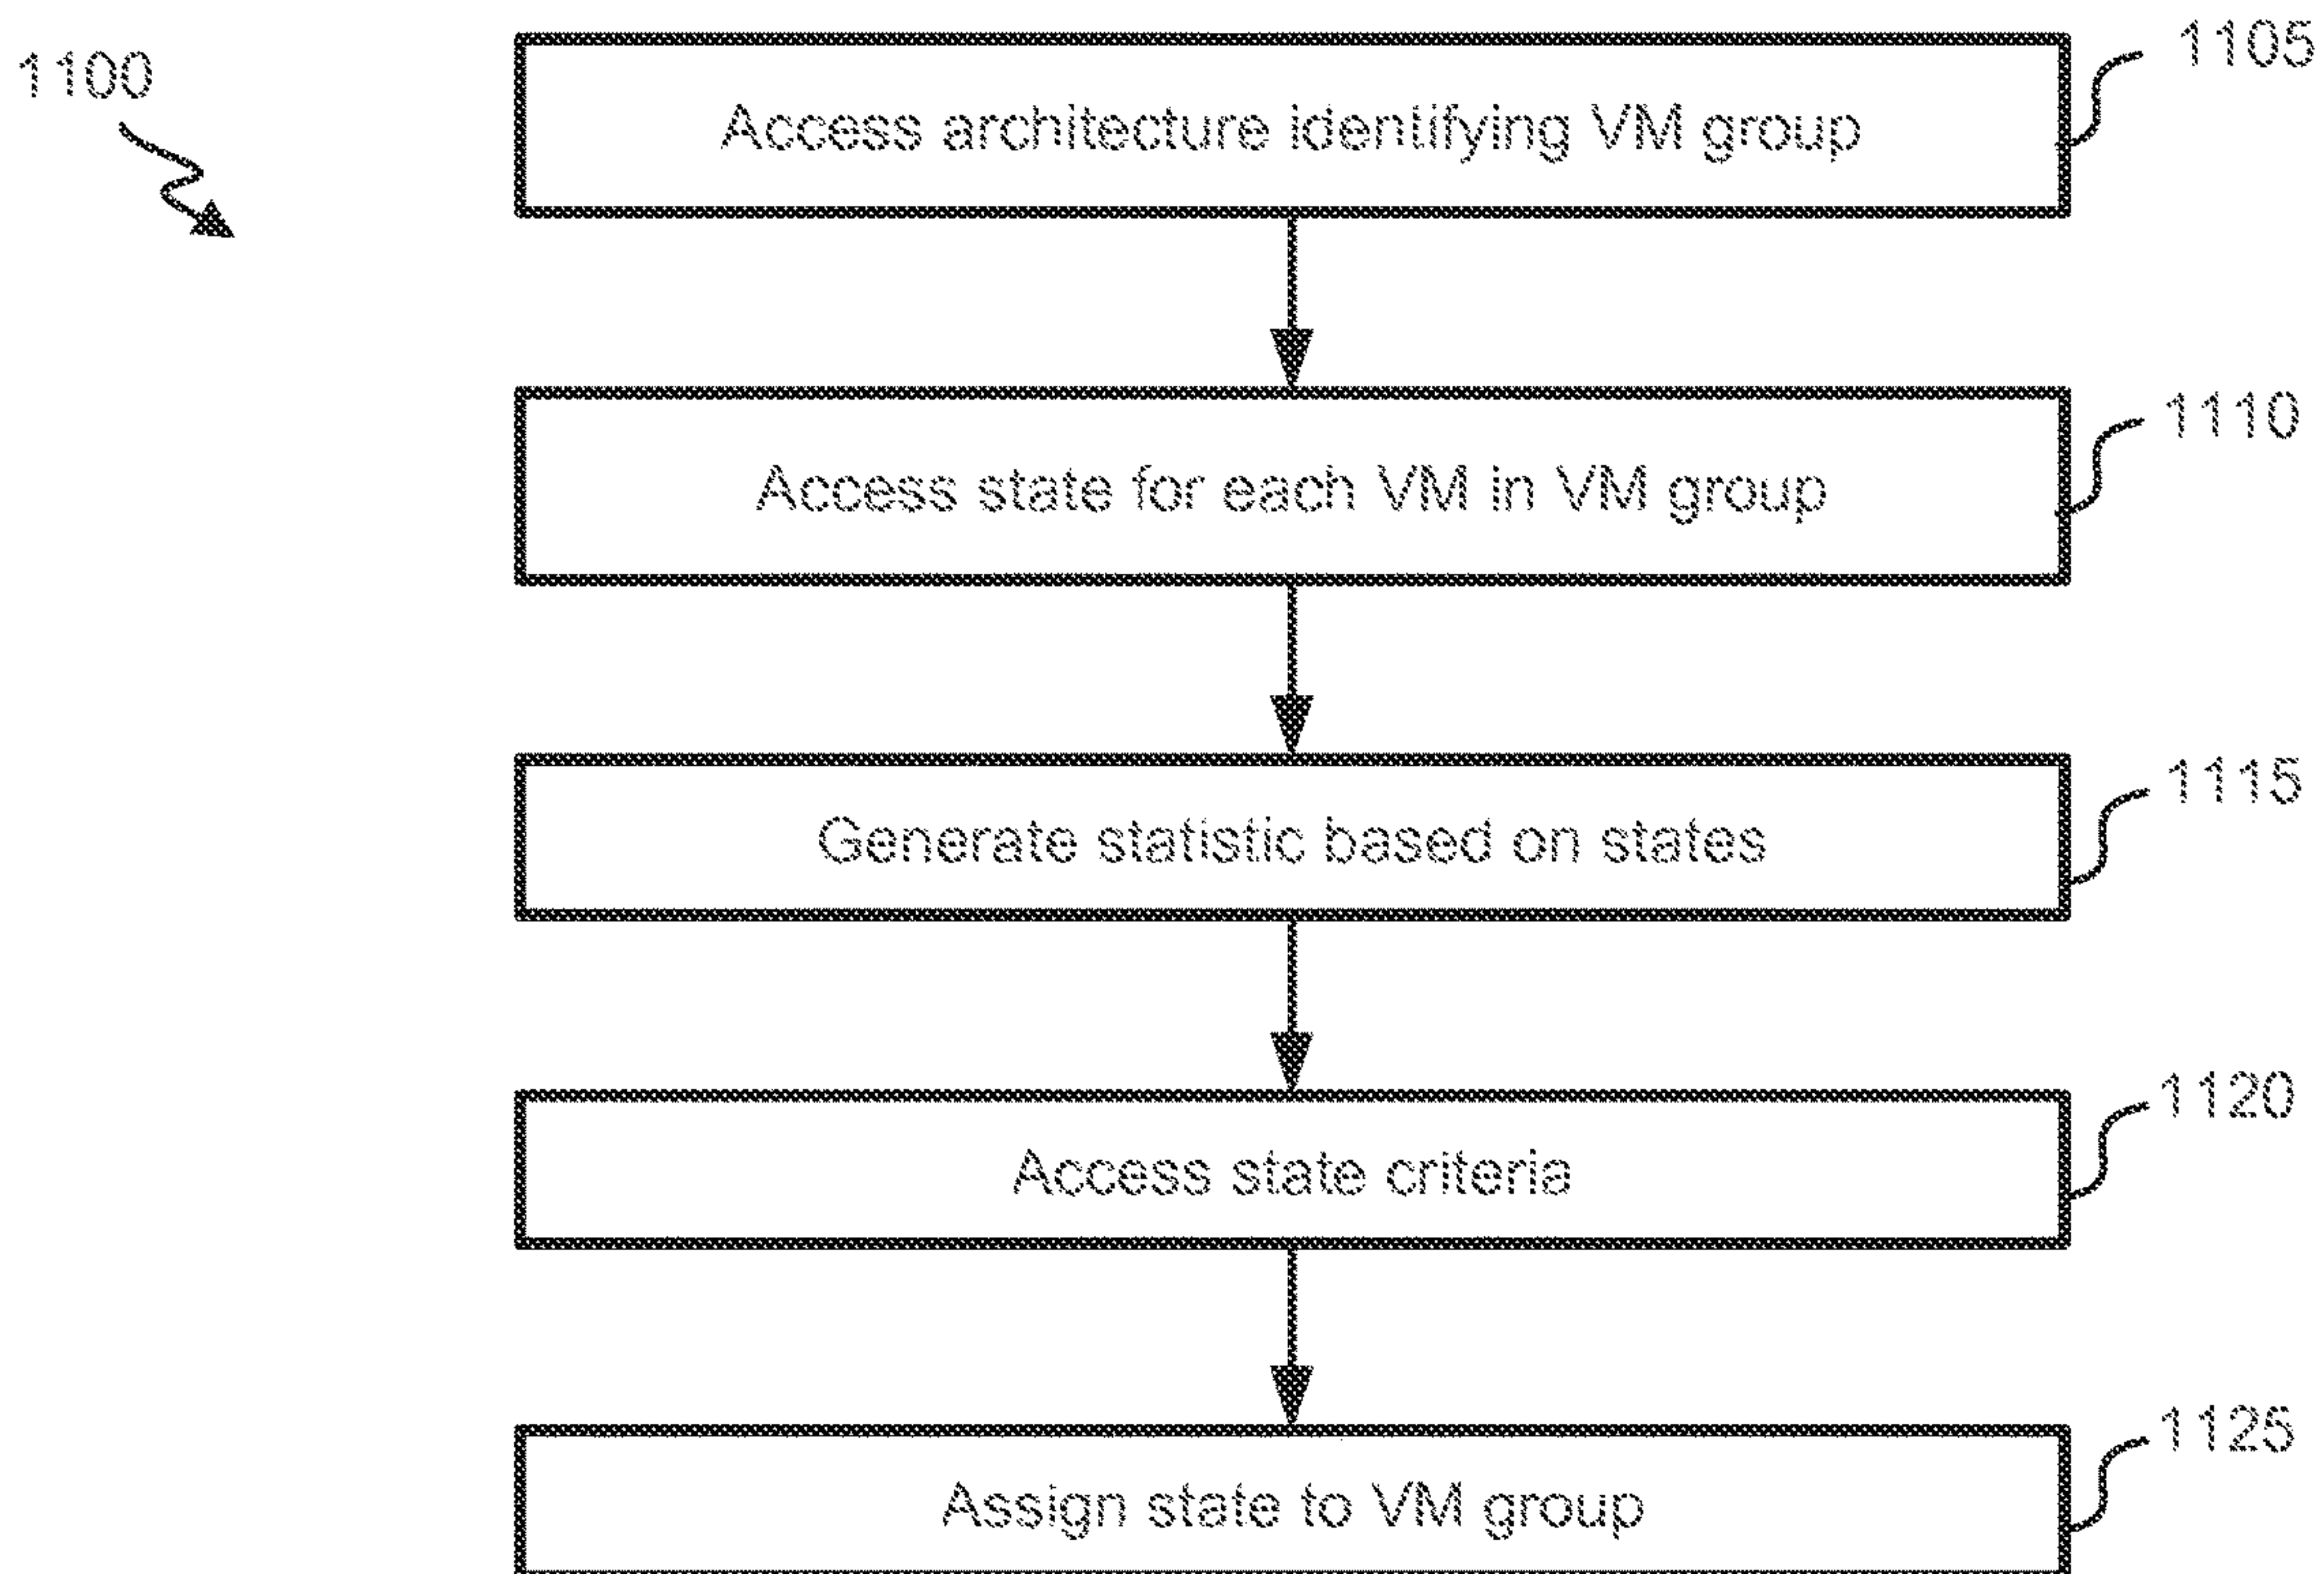 1100
Access architecture identifying VM group
1105
Access state for each VM in VM group
1110
Generate statistic based on states
1115
Access state criteria
1120
Assign state to VM group
1125